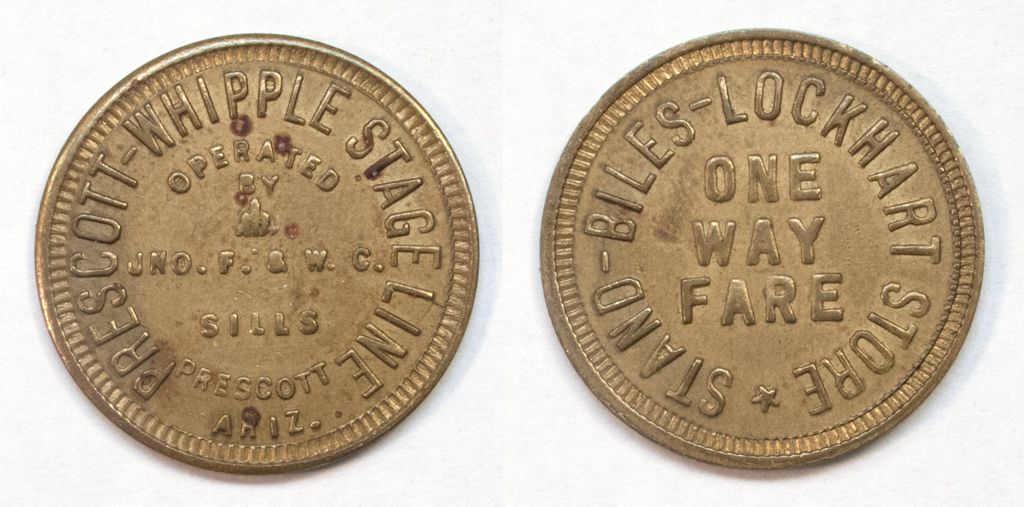 PRESCOTT-WHIPPLE STAGE LINE
OPERATED
BY
JNO. F. & W. C.
SILLS
PRESCOTT
ARIZ.
STAND-BILES-LOCKHART STORE
ONE
WAY
FARE